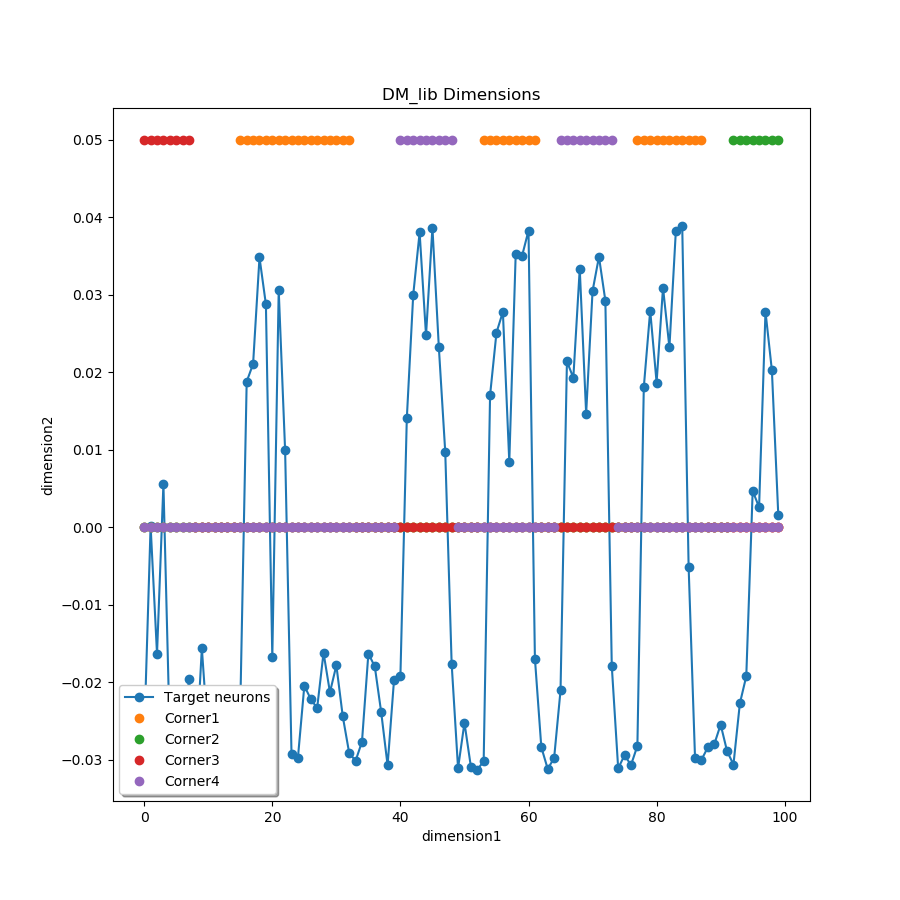 DM_lib Dimensions
0.05
0.04
0.03
0.02
0.01
0.00
−0.01
−0.02
−0.03
dimension2
Target neurons
Corner1
Corner2
Corner3
Corner4
0 20 40 60 80 100
dimension1